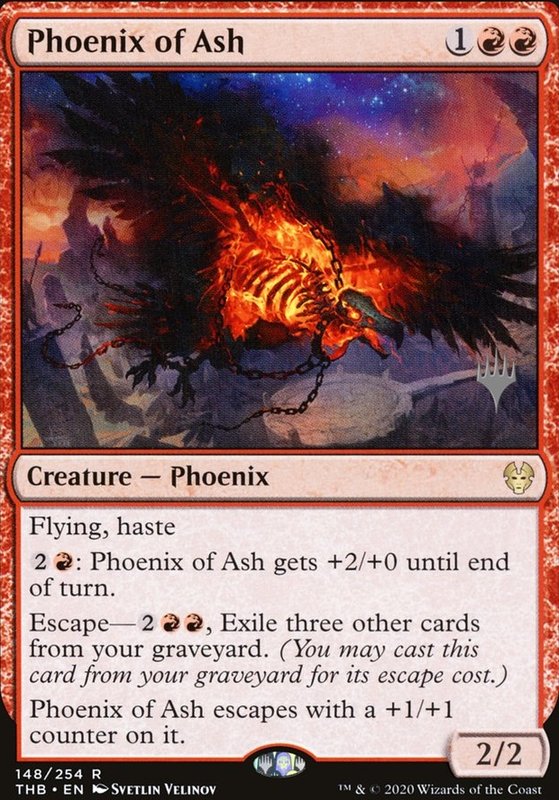 Phoenix of Ash 1
Creature — Phoenix
Flying, haste
2: Phoenix of Ash gets +2/+0 until end
of turn.
Escape—2, Exile three other cards
from your graveyard. (You may cast this
card from your graveyard for its escape cost.)
Phoenix of Ash escapes with a +1/+1
counter on it.
2/2
148/254 R
THB • EN Svetlin Velinov
™ & © 2020 Wizards of the Coast